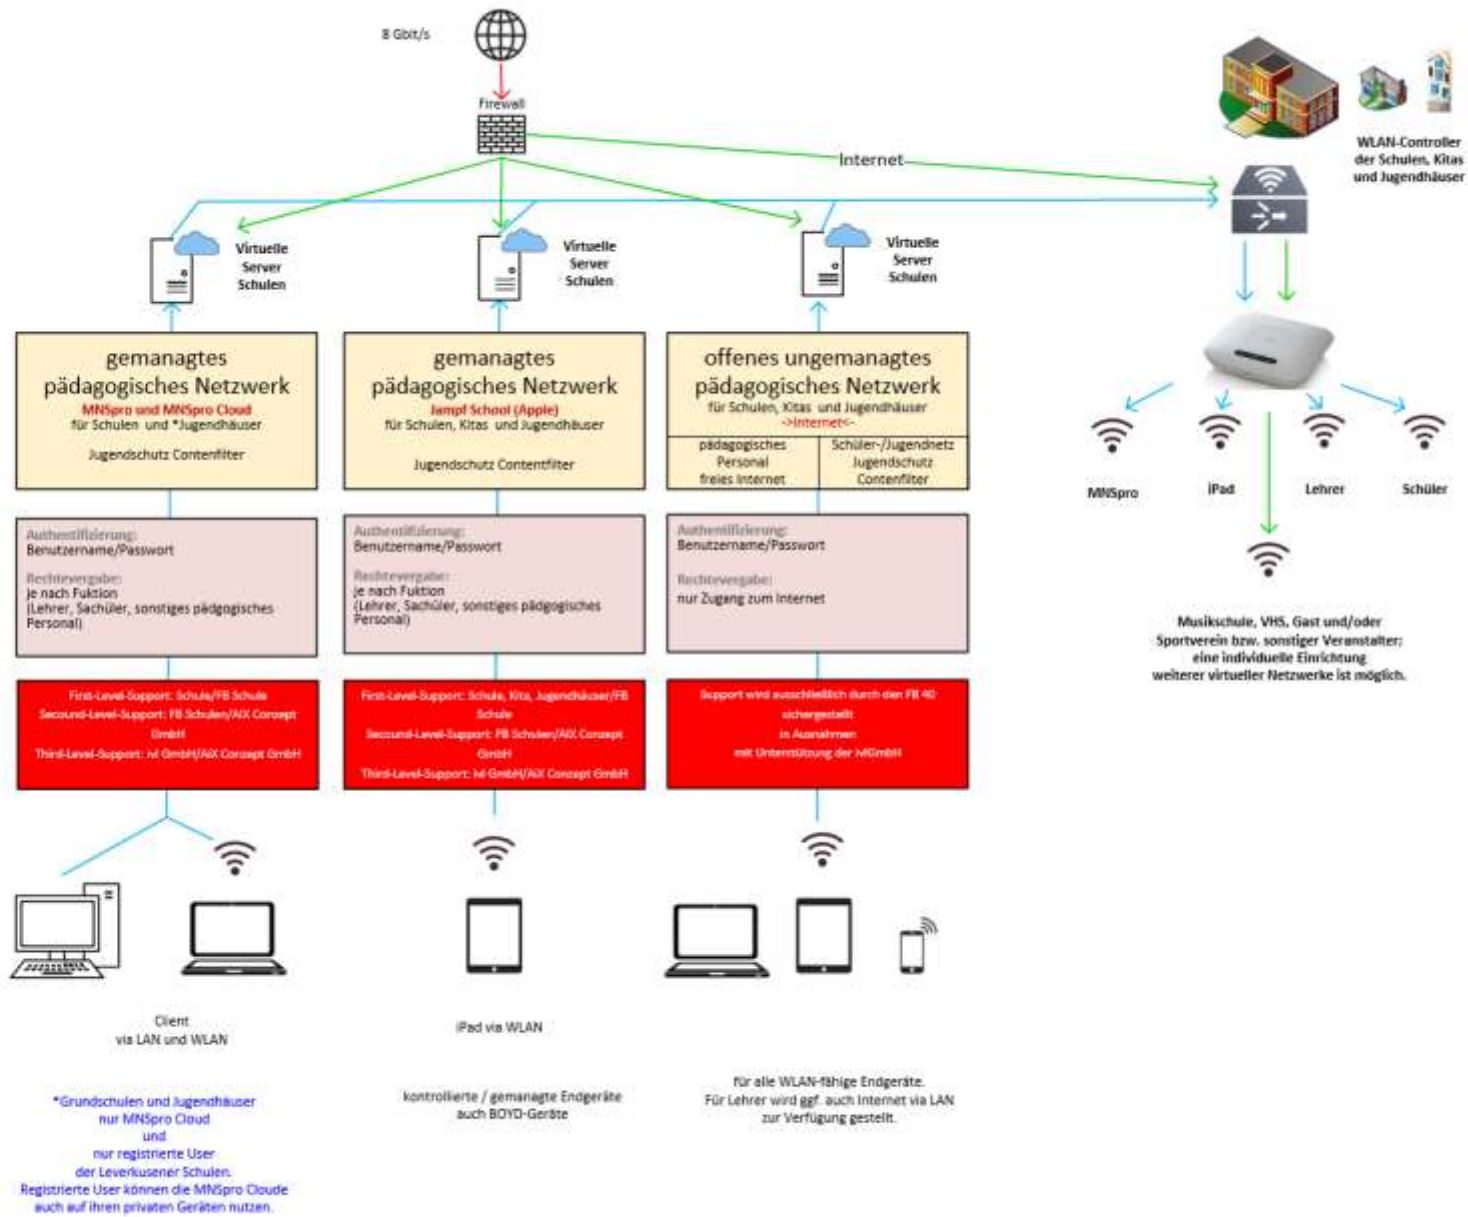 8 Gbit/s
Firewall
Internet
WLAN-Controller
der Schulen, Kitas
und Jugendhäuser
Virtuelle
Server
Schulen
Virtuelle
Server
Schulen
Virtuelle
Server
Schulen
gemanagtes
pädagogisches Netzwerk
MNSpro und MNSpro Cloud
für Schulen und *Jugendhäuser
Jugendschutz Contenfilter
gemanagtes
pädagogisches Netzwerk
Jampf School (Apple)
für Schulen, Kitas und Jugendhäuser
Jugendschutz Contentfilter
offenes ungemanagtes
pädagogisches Netzwerk
für Schulen, Kitas und Jugendhäuser
->Internet<-
pädagogisches
Personal
freies Internet
Schüler-/Jugendnetz
Jugendschutz
Contenfilter
MNSpro
iPad
Lehrer
Schüler
Musikschule, VHS, Gast und/oder
Sportverein bzw. sonstiger Veranstalter;
eine individuelle Einrichtung
weiterer virtueller Netzwerke ist möglich.
Authentifizierung:
Benutzername/Passwort
Rechtevergabe:
je nach Fuktion
(Lehrer, Sachüler, sonstiges pädgogisches
Personal)
Authentifizierung:
Benutzername/Passwort
Rechtevergabe:
je nach Fuktion
(Lehrer, Sachüler, sonstiges pädgogisches
Personal)
Authentifizierung:
Benutzername/Passwort
Rechtevergabe:
nur Zugang zum Internet
First-Level-Support: Schule/FB Schule
Secound-Level-Support: FB Schulen/AIX Conzept
GmbH
Third-Level-Support: ivl GmbH/AiX Conzept GmbH
First-Level-Support: Schule, Kita, Jugendhäuser/FB
Schule
Secound-Level-Support: FB Schulen/AIX Conzept
GmbH
Third-Level-Support: ivl GmbH/AiX Conzept GmbH
Support wird ausschließlich durch den FB 40
sichergestellt
in Ausnahmen
mit Unterstützung der ivlGmbH
Client
via LAN und WLAN
iPad via WLAN
*Grundschulen und Jugendhäuser
nur MNSpro Cloud
und
nur registrierte User
der Leverkusener Schulen.
Registrierte User können die MNSpro Cloude
auch auf ihren privaten Geräten nutzen.
kontrollierte / gemanagte Endgeräte
auch BOYD-Geräte
für alle WLAN-fähige Endgeräte.
Für Lehrer wird ggf. auch Internet via LAN
zur Verfügung gestellt.